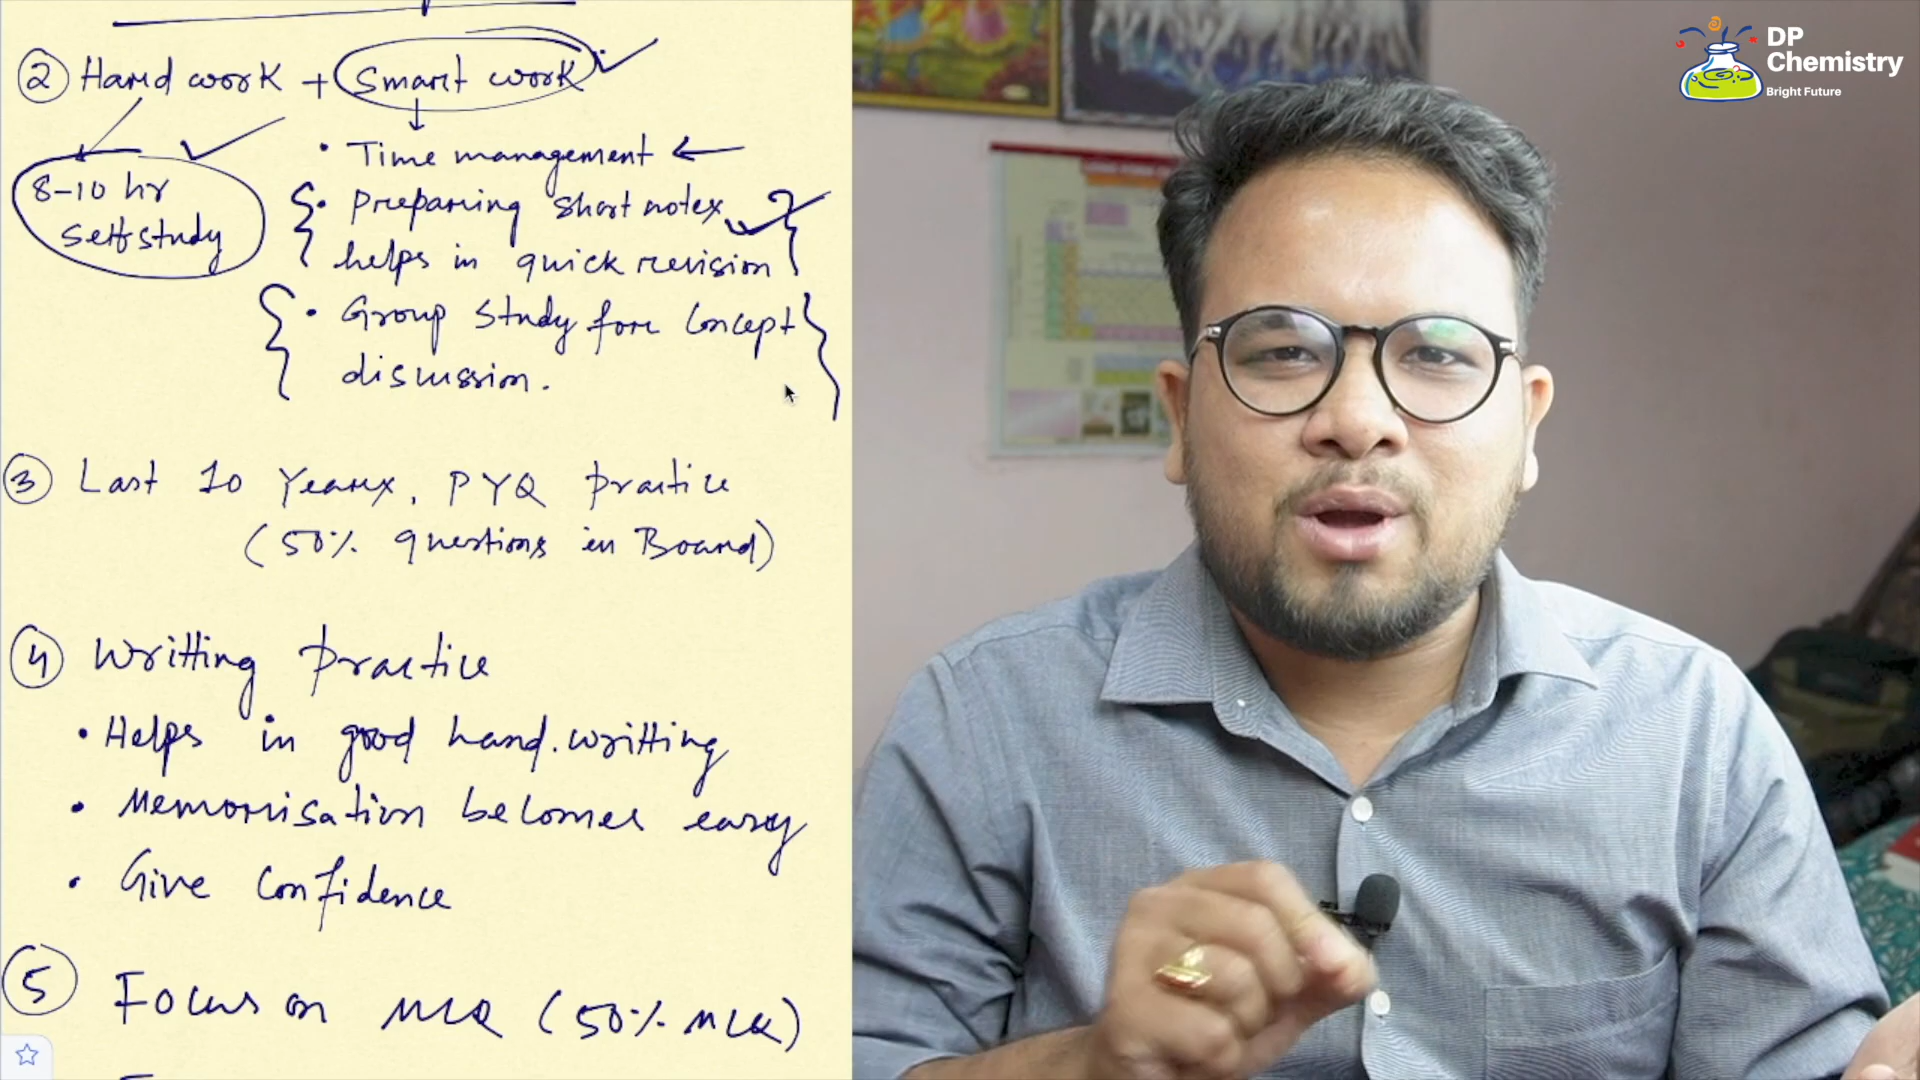 ② Hard work + Smart work
8-10 hr
Self study
• Time management ←
• Preparing short notes
helps in quick revision
• Group study for concept
discussion.
③ Last 10 Years, PYQ practice
(50% questions in Board)
④ Writting practice
• Helps in good hand.writting
• Memorisation becomes easy
• Give confidence
⑤ Focus on MCQ (50% MCQ)
DP
Chemistry
Bright Future